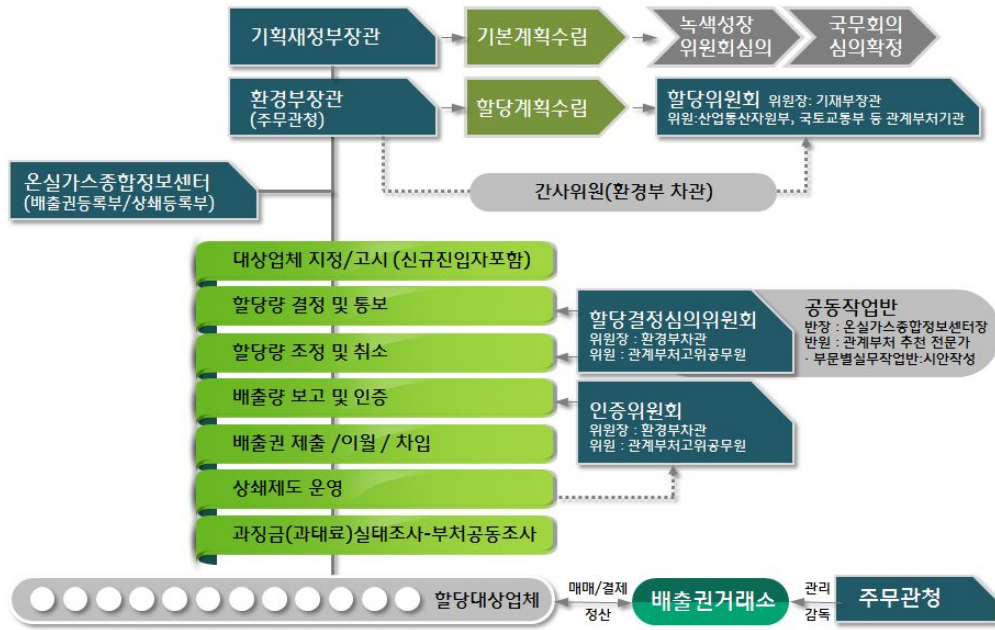 기획재정부장관
기본계획수립
녹색성장
위원회심의
국무회의
심의확정
환경부장관
(주무관청)
할당계획수립
할당위원회 위원장: 기재부장관
위원:산업통산자원부, 국토교통부 등 관계부처기관
온실가스종합정보센터
(배출권등록부/상쇄등록부)
간사위원(환경부 차관)
대상업체 지정/고시 (신규진입자포함)
할당량 결정 및 통보
할당량 조정 및 취소
배출량 보고 및 인증
배출권 제출 /이월 / 차입
상쇄제도 운영
과징금(과태료)실태조사-부처공동조사
할당결정심의위원회
위원장 : 환경부차관
위원 : 관계부처고위공무원
공동작업반
반장 : 온실가스종합정보센터장
반원 : 관계부처 추천 전문가
· 부문별실무작업반:시안작성
인증위원회
위원장 : 환경부차관
위원 : 관계부처고위공무원
할당대상업체
매매/결제
정산
배출권거래소
관리
감독
주무관청